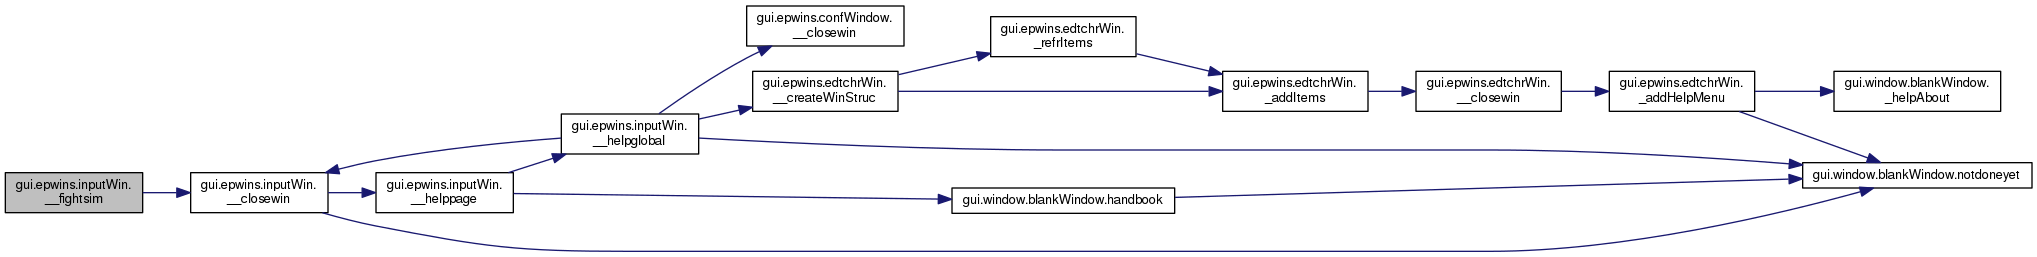 gui.epwins.inputWin.
__fightsim
gui.epwins.inputWin.
__closewin
gui.epwins.inputWin.
__helppage
gui.epwins.inputWin.
__helpglobal
gui.epwins.confWindow.
__closewin
gui.epwins.edtchrWin.
__createWinStruc
gui.window.blankWindow.handbook
gui.epwins.edtchrWin.
_refrItems
gui.epwins.edtchrWin.
_addItems
gui.epwins.edtchrWin.
__closewin
gui.epwins.edtchrWin.
_addHelpMenu
gui.window.blankWindow.
_helpAbout
gui.window.blankWindow.notdoneyet